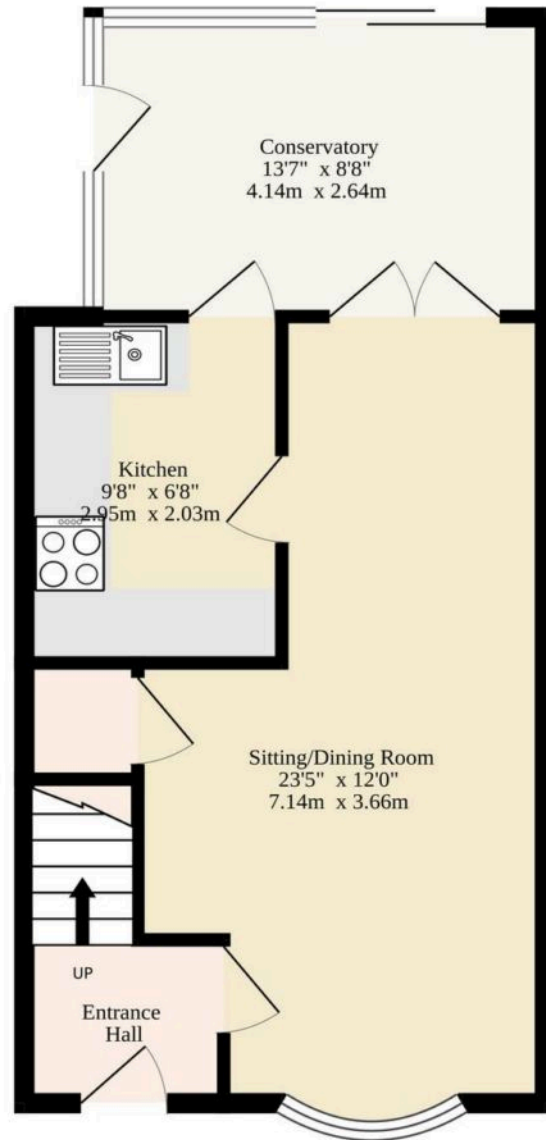 Conservatory
13'7" x 8'8"
4.14m x 2.64m
Kitchen
9'8" x 6'8"
2.95m x 2.03m
Sitting/Dining Room
23'5" x 12'0"
7.14m x 3.66m
UP
Entrance
Hall